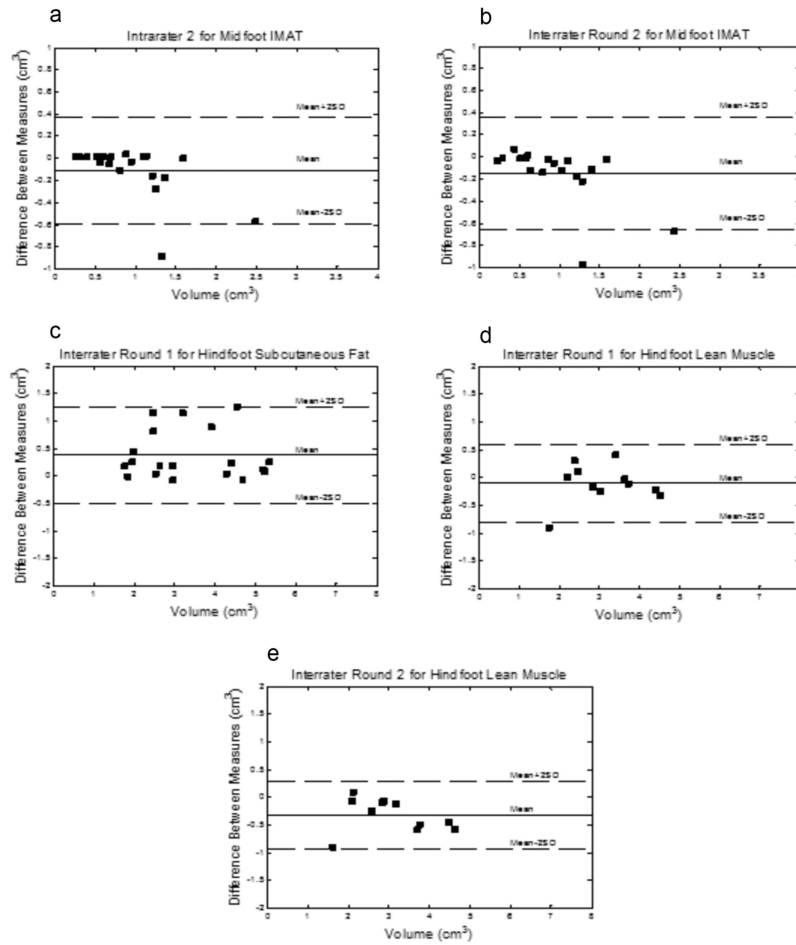 a
Intrarater 2 for Midfoot IMAT
Difference Between Measures (cm³)
1
0.8
0.6
0.4
0.2
0
-0.2
-0.4
-0.6
-0.8
-1
Mean+2SD
Mean
Mean-2SD
0 0.5 1 1.5 2 2.5 3 3.5 4
Volume (cm³)
b
Interrater Round 2 for Midfoot IMAT
Difference Between Measures (cm³)
1
0.8
0.6
0.4
0.2
0
-0.2
-0.4
-0.6
-0.8
-1
Mean+2SD
Mean
Mean-2SD
0 0.5 1 1.5 2 2.5 3 3.5
Volume (cm³)
c
Interrater Round 1 for Hindfoot Subcutaneous Fat
Difference Between Measures (cm³)
2
1.5
1
0.5
0
-0.5
-1
-1.5
-2
Mean+2SD
Mean
Mean-2SD
0 1 2 3 4 5 6 7 8
Volume (cm³)
d
Interrater Round 1 for Hindfoot Lean Muscle
Difference Between Measures (cm³)
2
1.5
1
0.5
0
-0.5
-1
-1.5
-2
Mean+2SD
Mean
Mean-2SD
0 1 2 3 4 5 6 7
Volume (cm³)
e
Interrater Round 2 for Hindfoot Lean Muscle
Difference Between Measures (cm³)
2
1.5
1
0.5
0
-0.5
-1
-1.5
-2
Mean+2SD
Mean
Mean-2SD
0 1 2 3 4 5 6 7 8
Volume (cm³)